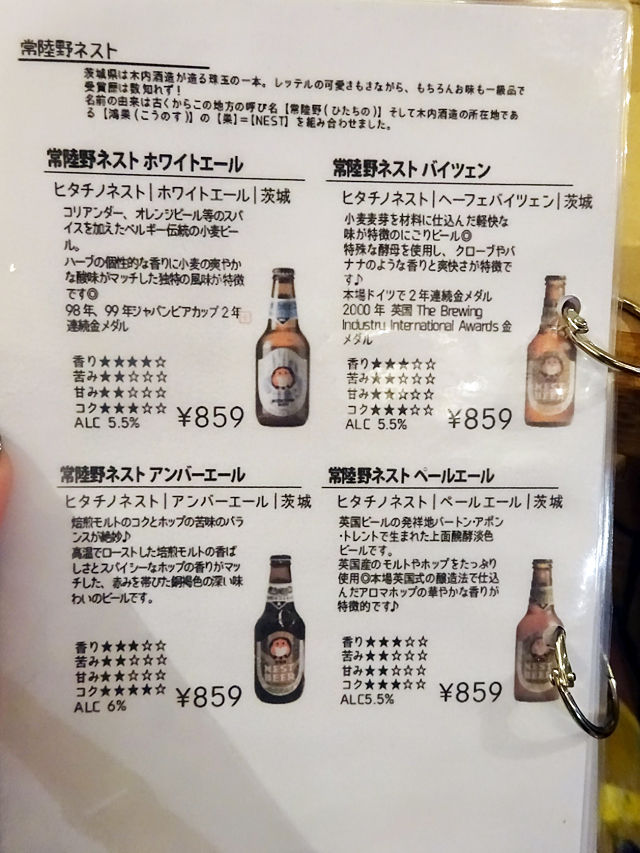 常陸野ネスト
茨城県は木内酒造が造る珠玉の一本。レッテルの可愛さもさながら、もちろんお味も一級品で
受賞歴は数知れず!
名前の由来は古くからこの地方の呼び名【常陸野(ひたちの)】そして木内酒造の所在地であ
る【鴻巣(こうのす)】の【巣】=【NEST】を組み合わせました。
常陸野ネスト ホワイトエール
ヒタチノネスト|ホワイトエール|茨城
コリアンダー、オレンジピール等のスパ
イスを加えたベルギー伝統の小麦ビー
ル。
ハーブの個性的な香りに小麦の爽やか
な酸味がマッチした独特の風味が特徴
です◎
98年、99年ジャパンビアカップ2年
連続金メダル
香り★★★★☆
苦み★★☆☆☆
甘み★★☆☆☆
コク★★★☆☆
ALC 5.5%
¥859
常陸野ネスト バイツェン
ヒタチノネスト|ヘーフェバイツェン|茨城
小麦麦芽を材料に仕込んだ軽快な
味が特徴のにごりビール◎
特殊な酵母を使用し、クローブやバ
ナナのような香りと爽快さが特徴で
す♪
本場ドイツで2年連続金メダル
2000年 英国 The Brewing
Industry International Awards 金
メダル
香り★★★☆☆
苦み★★☆☆☆
甘み★★☆☆☆
コク★★★☆☆
ALC 5.5%
¥859
常陸野ネスト アンバーエール
ヒタチノネスト|アンバーエール|茨城
焙煎モルトのコクとホップの苦味のバラ
ンスが絶妙♪
高温でローストした焙煎モルトの香ば
しさとスパイシーなホップの香りがマッ
チした、赤みを帯びた銅褐色の深い味
わいのビールです。
香り★★★☆☆
苦み★★☆☆☆
甘み★★☆☆☆
コク★★★★☆
ALC 6%
¥859
NEST
BEER
常陸野ネスト ペールエール
ヒタチノネスト|ペールエール|茨城
英国ビールの発祥地バートン・アポン
・トレントで生まれた上面醗酵淡色
ビールです。
英国産のモルトやホップをたっぷり
使用◎本場英国式の醸造法で仕込
んだアロマホップの華やかな香りが
特徴的です♪
香り★★★☆☆
苦み★★★☆☆
甘み★★☆☆☆
コク★★★☆☆
ALC5.5%
¥859